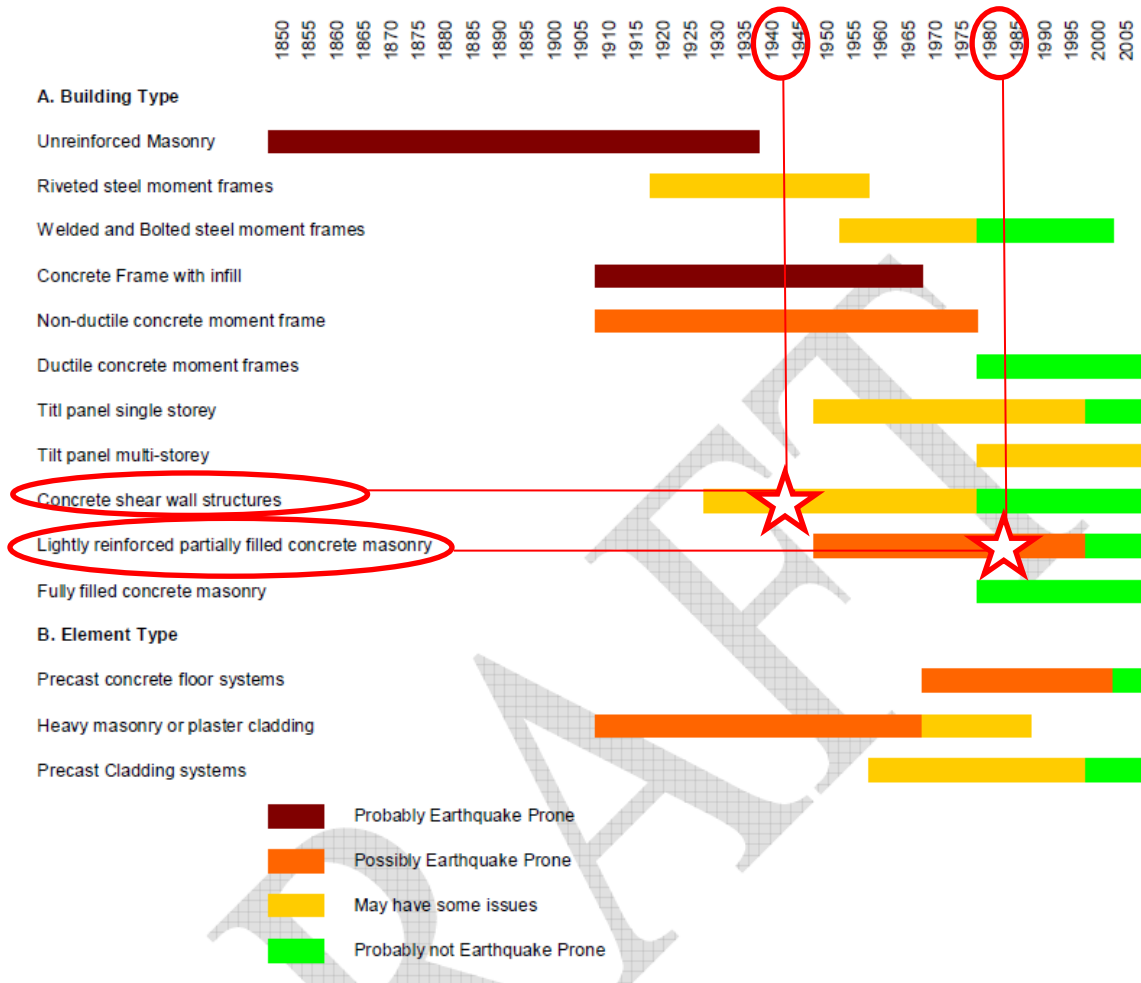 1850 1855 1860 1865 1870 1875 1880 1885 1890 1895 1900 1905 1910 1915 1920 1925 1930 1935 1940 1945 1950 1955 1960 1965 1970 1975 1980 1985 1990 1995 2000 2005
A. Building Type
Unreinforced Masonry
Riveted steel moment frames
Welded and Bolted steel moment frames
Concrete Frame with infill
Non-ductile concrete moment frame
Ductile concrete moment frames
Titl panel single storey
Tilt panel multi-storey
Concrete shear wall structures
Lightly reinforced partially filled concrete masonry
Fully filled concrete masonry
B. Element Type
Precast concrete floor systems
Heavy masonry or plaster cladding
Precast Cladding systems
Probably Earthquake Prone
Possibly Earthquake Prone
May have some issues
Probably not Earthquake Prone
RAFT